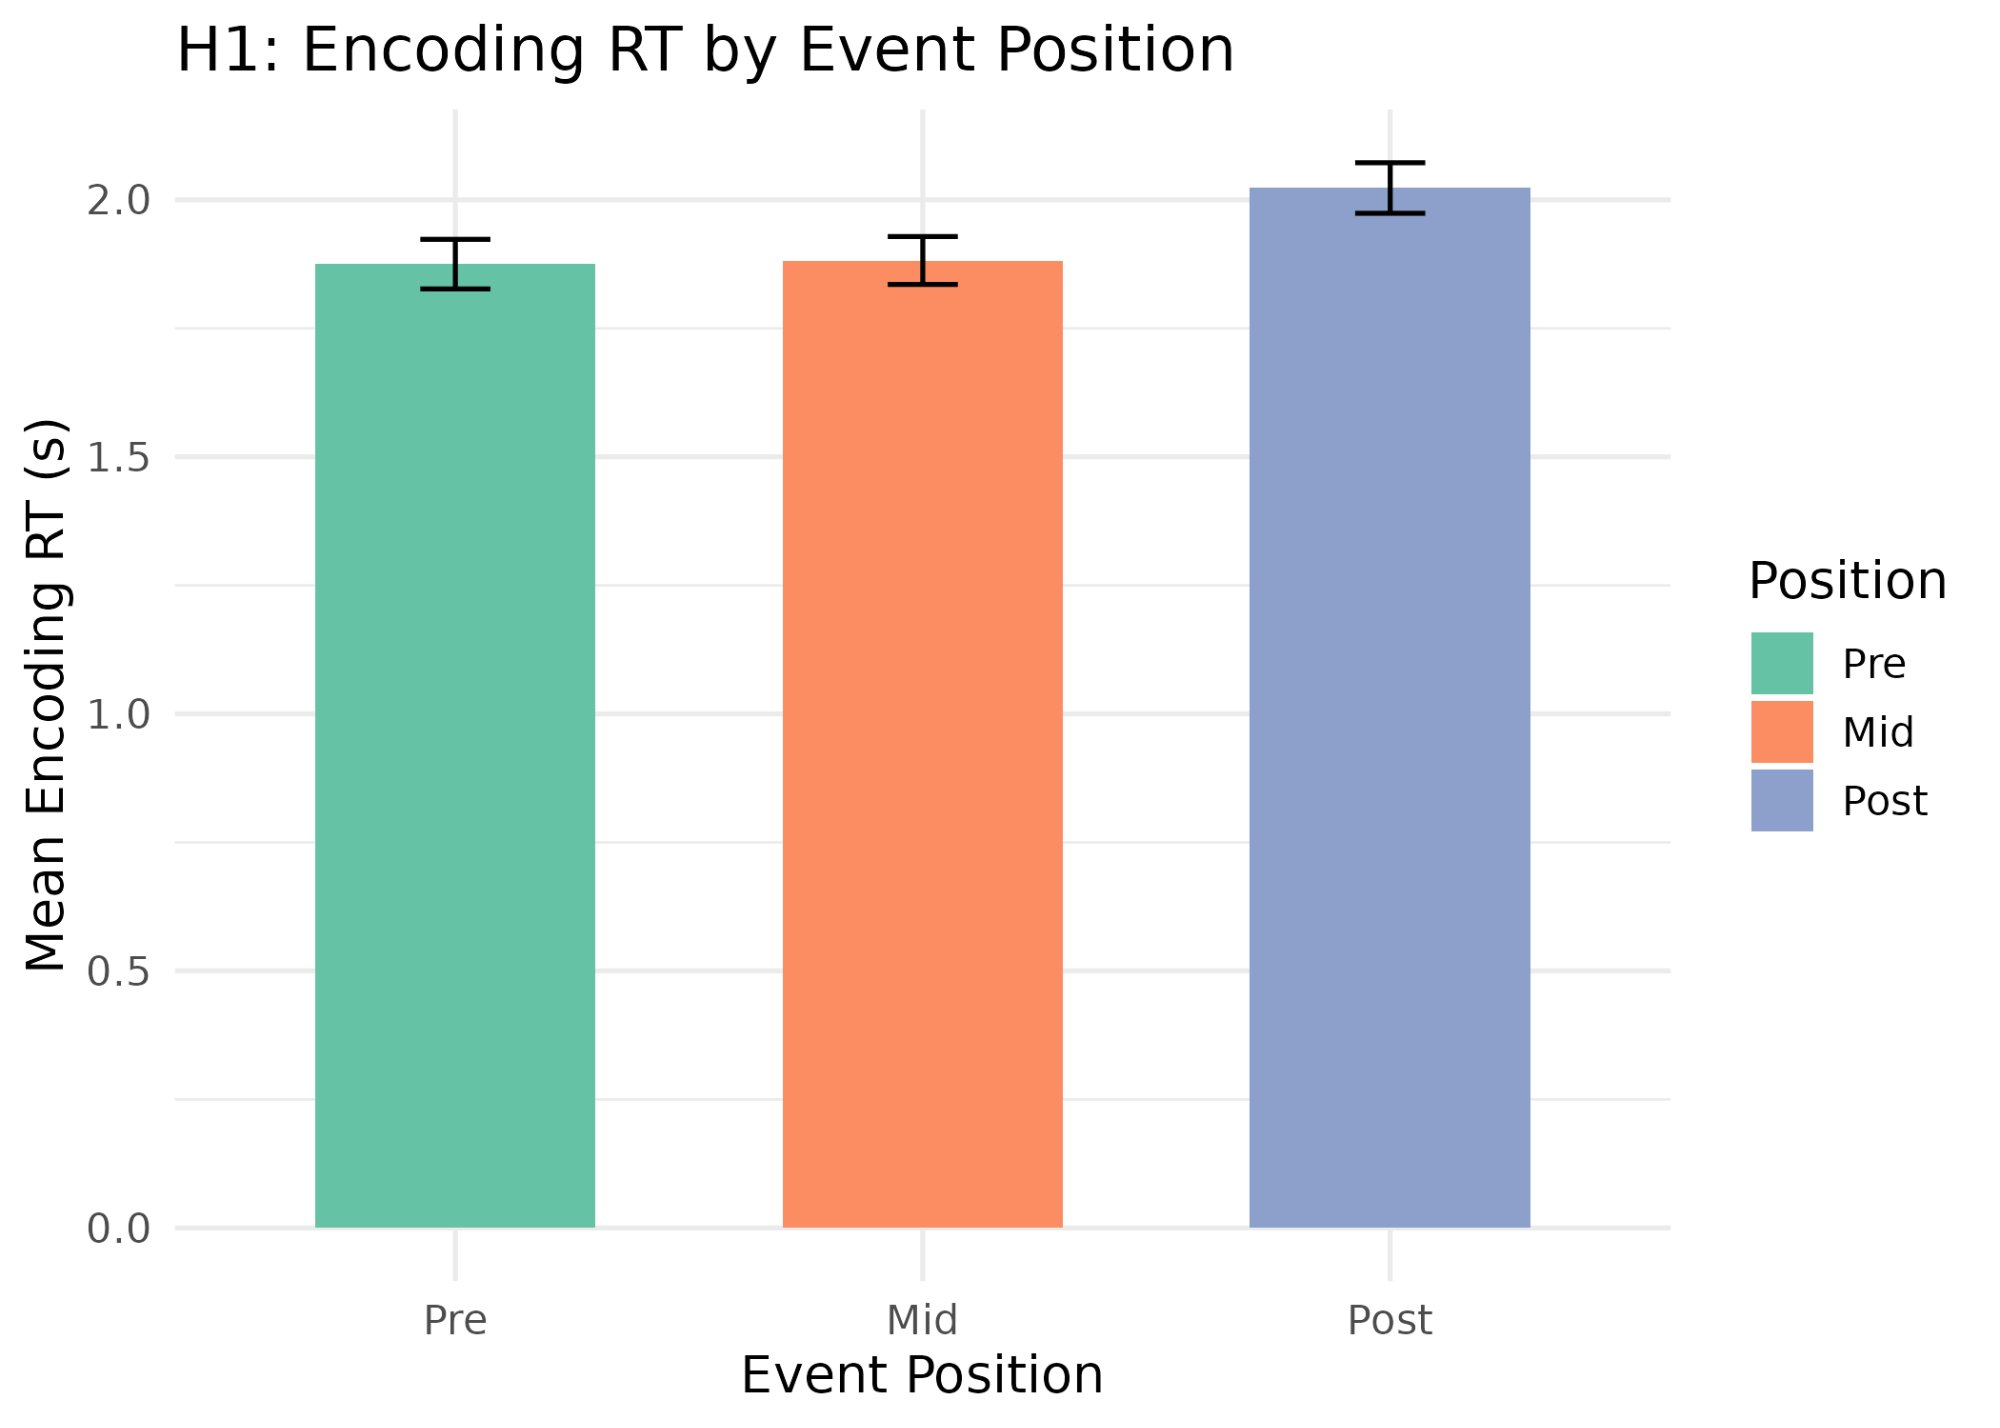 H1: Encoding RT by Event Position
Mean Encoding RT (s)
2.0
1.5
1.0
0.5
0.0
Pre
Mid
Post
Event Position
Position
Pre
Mid
Post